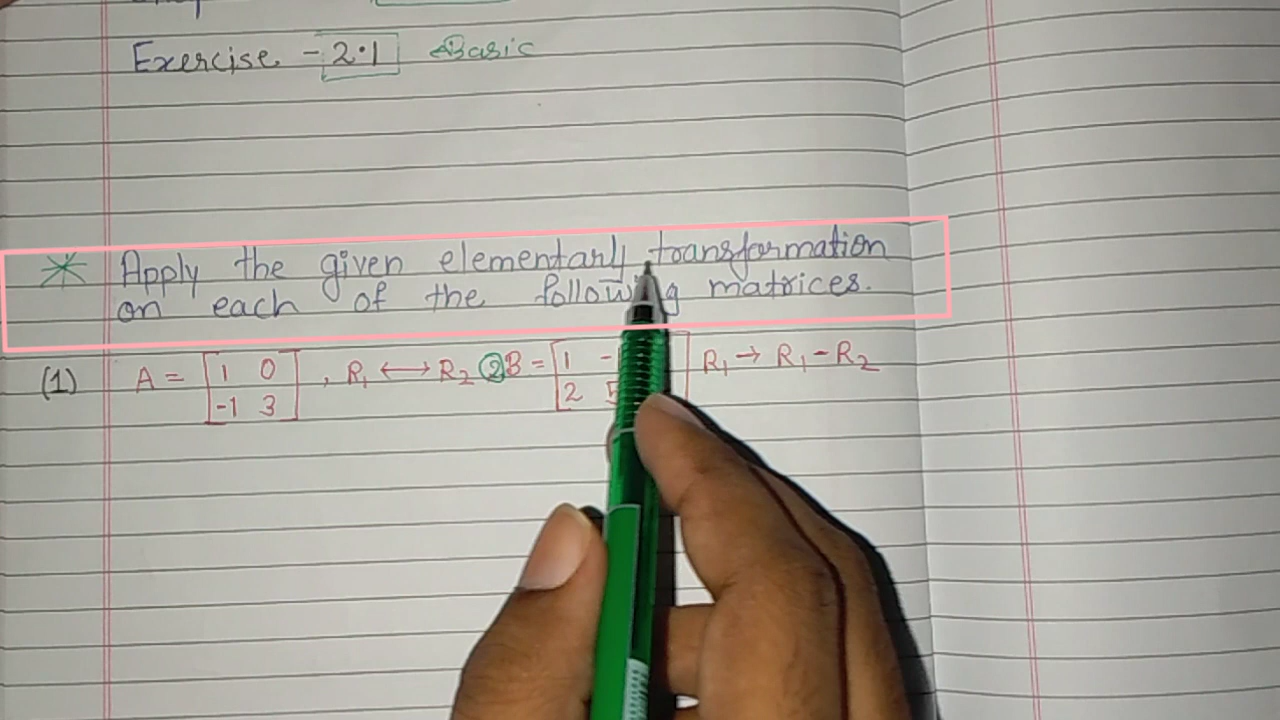 Exercise - 2.1 Basic
Apply the given elementary transformation
on each of the following matrices.
(1) A = [1 0 , R₁ ↔ R₂ ② B = [1 - R₁ → R₁ - R₂
-1 3] 2 5